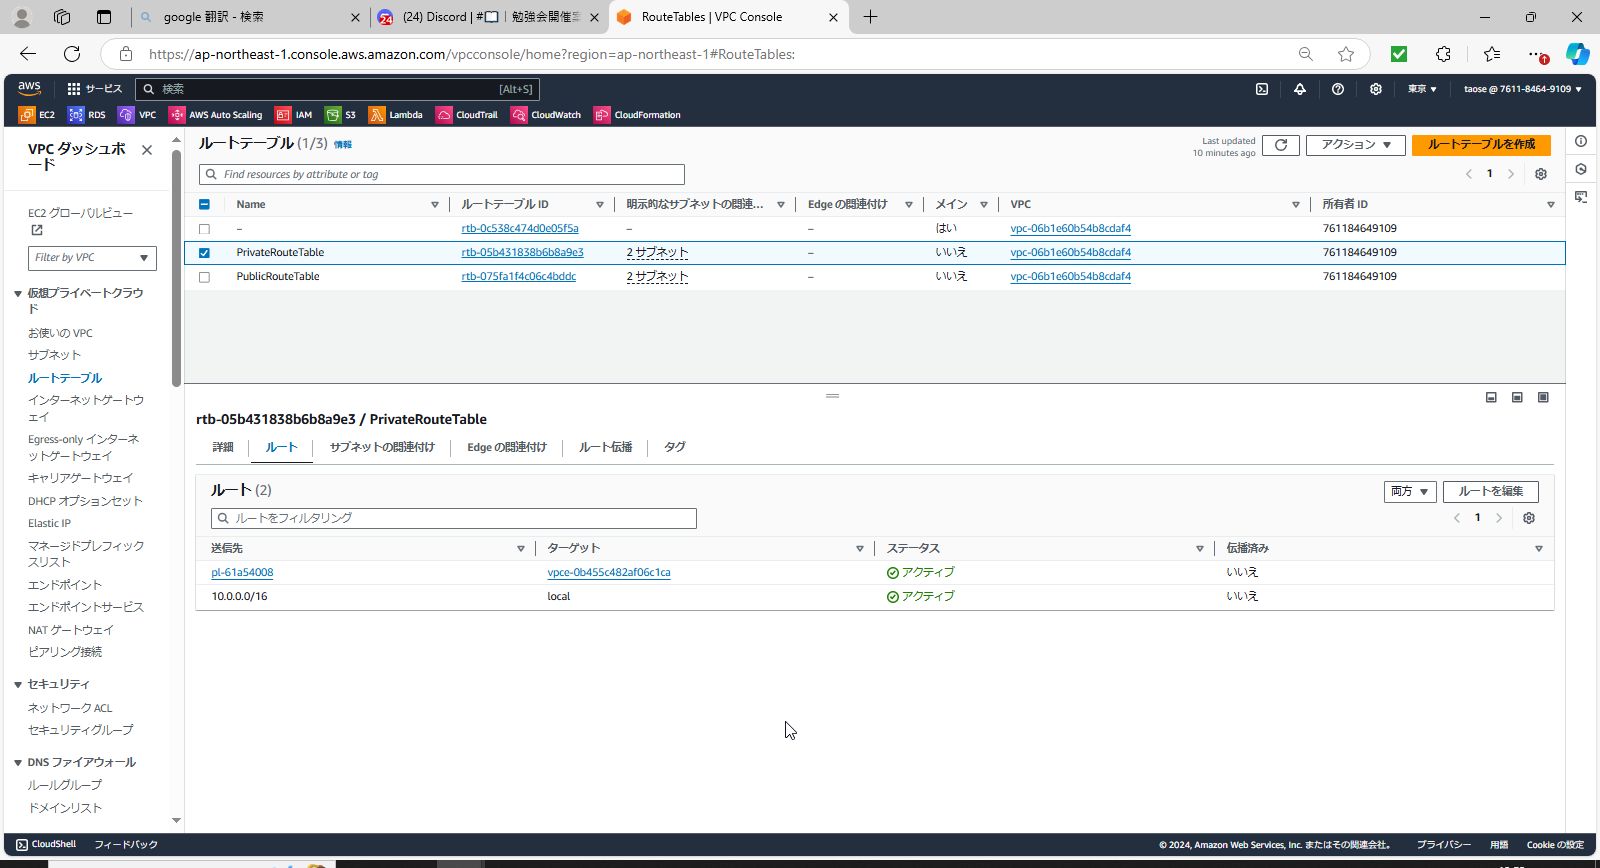 google 翻訳 - 検索
(24) Discord | #📖｜勉強会開催案
RouteTables | VPC Console
https://ap-northeast-1.console.aws.amazon.com/vpcconsole/home?region=ap-northeast-1#RouteTables:
aws
サービス
検索
[Alt+S]
東京
taose @ 7611-8464-9109
EC2
RDS
VPC
AWS Auto Scaling
IAM
S3
Lambda
CloudTrail
CloudWatch
CloudFormation
VPC ダッシュボ
ード
EC2 グローバルビュー
Filter by VPC
仮想プライベートクラウ
ド
お使いの VPC
サブネット
ルートテーブル
インターネットゲートウ
ェイ
Egress-only インターネ
ットゲートウェイ
キャリアゲートウェイ
DHCP オプションセット
Elastic IP
マネージドプレフィック
スリスト
エンドポイント
エンドポイントサービス
NAT ゲートウェイ
ピアリング接続
セキュリティ
ネットワーク ACL
セキュリティグループ
DNS ファイアウォール
ルールグループ
ドメインリスト
ルートテーブル (1/3) 情報
Last updated
10 minutes ago
アクション
ルートテーブルを作成
Find resources by attribute or tag
1
Name ルートテーブル ID 明示的なサブネットの関連... Edge の関連付け メイン VPC 所有者 ID
– rtb-0c538c474d0e05f5a – – はい vpc-06b1e60b54b8cdaf4 761184649109
PrivateRouteTable rtb-05b431838b6b8a9e3 2 サブネット – いいえ vpc-06b1e60b54b8cdaf4 761184649109
PublicRouteTable rtb-075fa1f4c06c4bddc 2 サブネット – いいえ vpc-06b1e60b54b8cdaf4 761184649109
rtb-05b431838b6b8a9e3 / PrivateRouteTable
詳細 ルート サブネットの関連付け Edge の関連付け ルート伝播 タグ
ルート (2)
両方
ルートを編集
ルートをフィルタリング
1
送信先 ターゲット ステータス 伝播済み
pl-61a54008 vpce-0b455c482af06c1ca アクティブ いいえ
10.0.0.0/16 local アクティブ いいえ
CloudShell
フィードバック
© 2024, Amazon Web Services, Inc. またはその関連会社。
プライバシー
用語
Cookie の設定